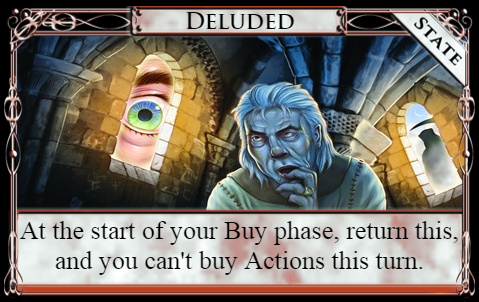 Deluded
State
At the start of your Buy phase, return this,
and you can't buy Actions this turn.